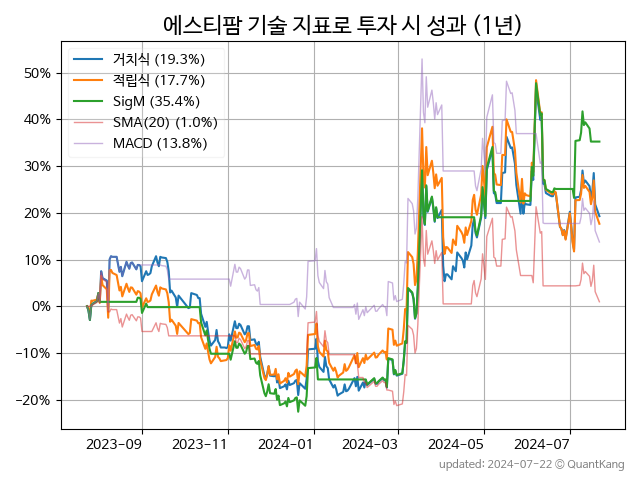 에스티팜 기술 지표로 투자 시 성과 (1년)
거치식 (19.3%)
적립식 (17.7%)
SigM (35.4%)
SMA(20) (1.0%)
MACD (13.8%)
50%
40%
30%
20%
10%
0%
−10%
−20%
2023-09
2023-11
2024-01
2024-03
2024-05
2024-07
updated: 2024-07-22 © QuantKang